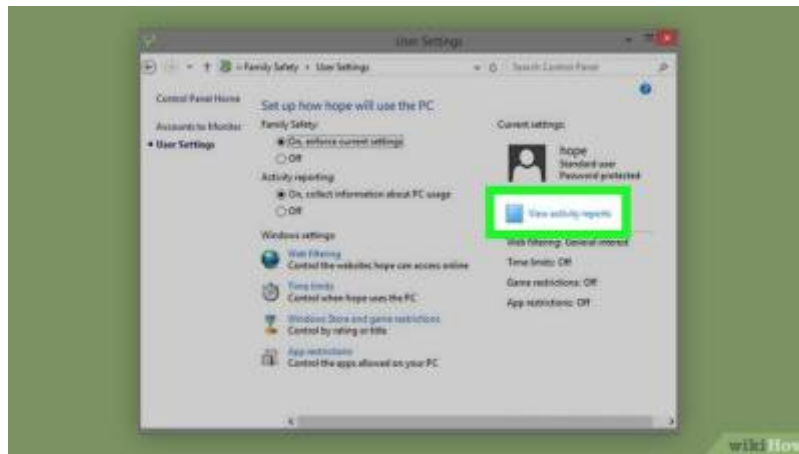 User Settings
Family Safety User Settings
Search Control Panel
Control Panel Home
Accounts to Monitor
User Settings
Set up how hope will use the PC
Family Safety:
On, enforce current settings
Off
Activity reporting:
On, collect information about PC usage
Off
Windows settings
Web filtering
Control the websites hope can access online
Time limits
Control when hope uses the PC
Windows Store and game restrictions
Control by rating or title
App restrictions
Control the apps allowed on your PC
Current settings:
hope
Standard user
Password protected
View activity reports
Web filtering: General interest
Time limits: Off
Game restrictions: Off
App restrictions: Off
wikiHow